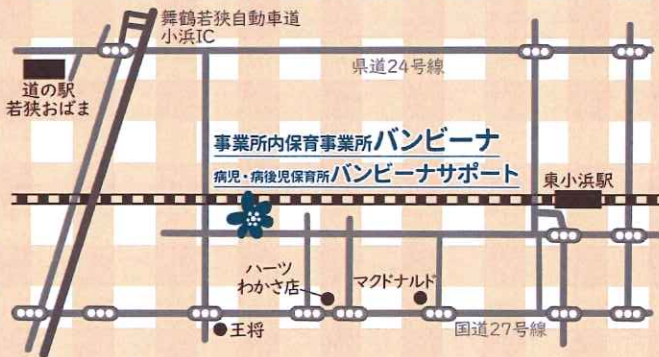 舞鶴若狭自動車道
小浜IC
県道24号線
道の駅
若狭おばま
事業所内保育事業所バンビーナ
病児・病後児保育所バンビーナサポート
東小浜駅
ハーツ
わかさ店
マクドナルド
王将
国道27号線